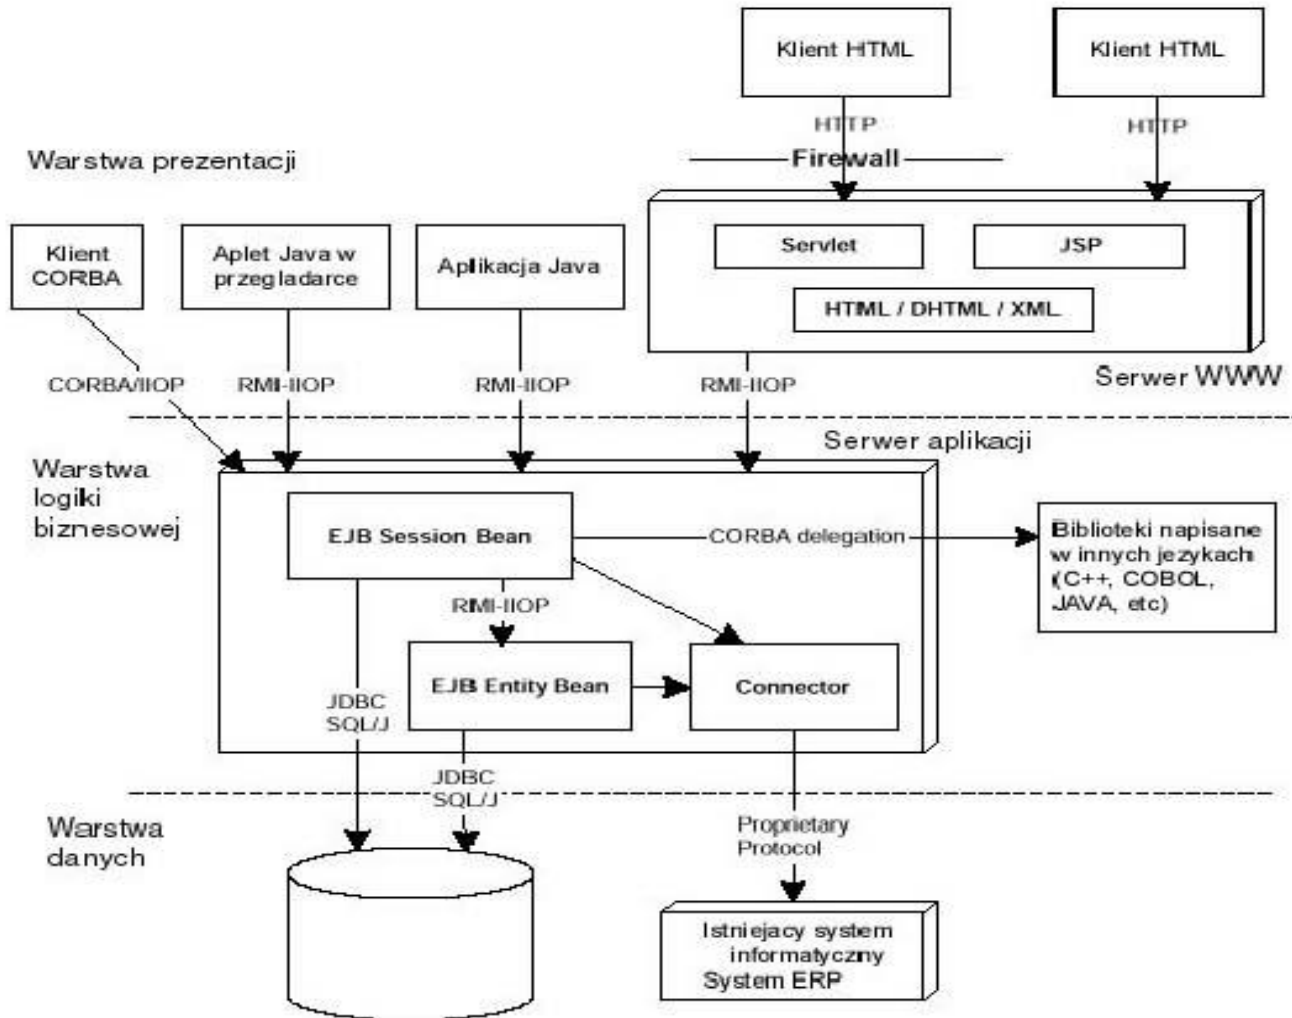 Klient HTML
Klient HTML
HTTP
HTTP
Firewall
Warstwa prezentacji
Klient
CORBA
Aplet Java w
przegladarce
Aplikacja Java
Servlet
JSP
HTML / DHTML / XML
CORBA/IIOP
RMI-IIOP
RMI-IIOP
RMI-IIOP
Serwer WWW
Serwer aplikacji
Warstwa
logiki
biznesowej
EJB Session Bean
CORBA delegation
Biblioteki napisane
w innych jezykach
(C++, COBOL,
JAVA, etc)
RMI-IIOP
EJB Entity Bean
Connector
JDBC
SQL/J
JDBC
SQL/J
Warstwa
danych
Proprietary
Protocol
Istniejacy system
informatyczny
System ERP